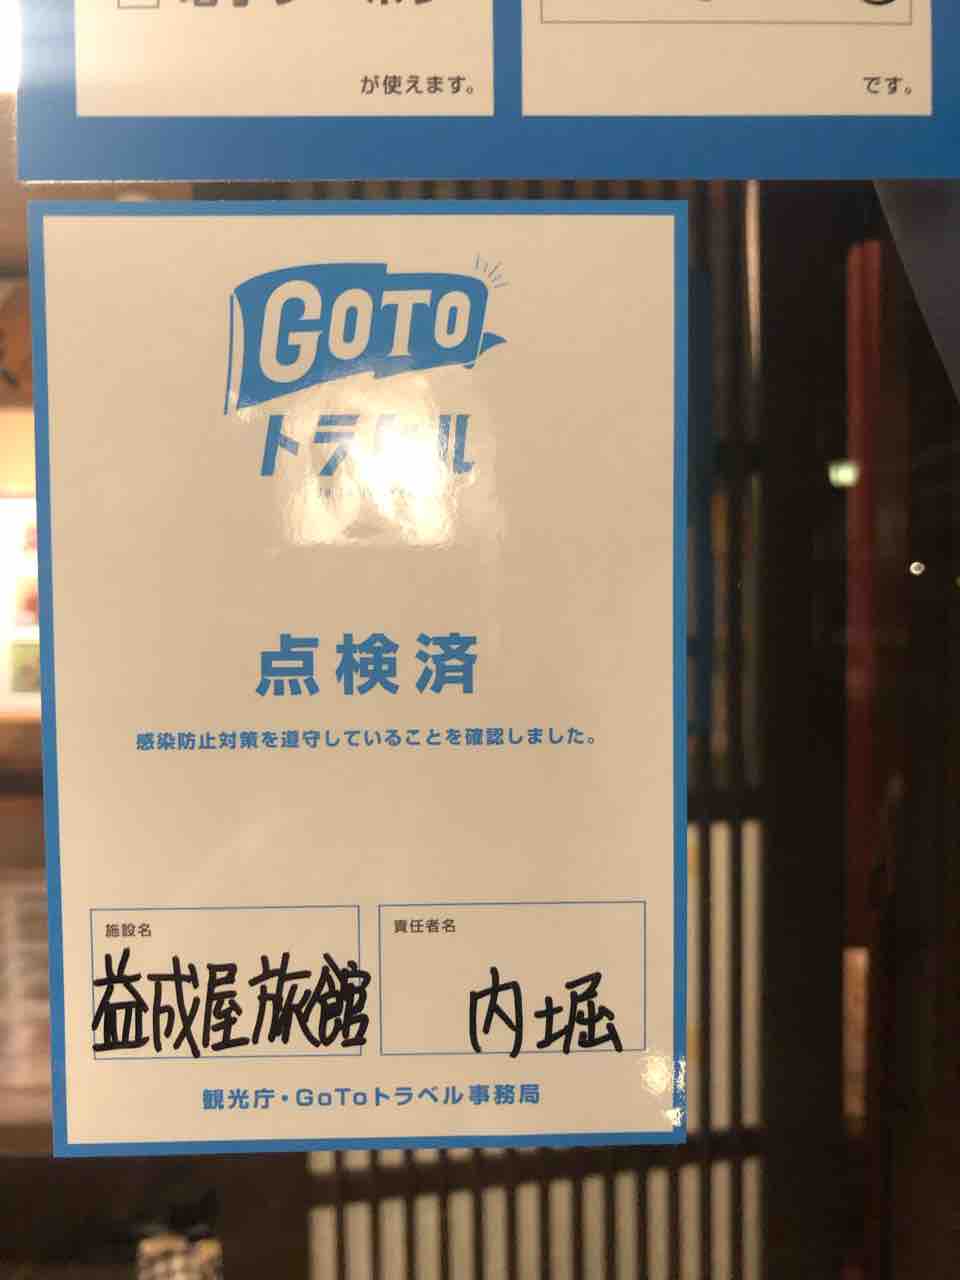 が使えます。
です。
GoTo
トラベル
点検済
感染防止対策を遵守していることを確認しました。
施設名
責任者名
益成屋旅館
内堀
観光庁・GoToトラベル事務局